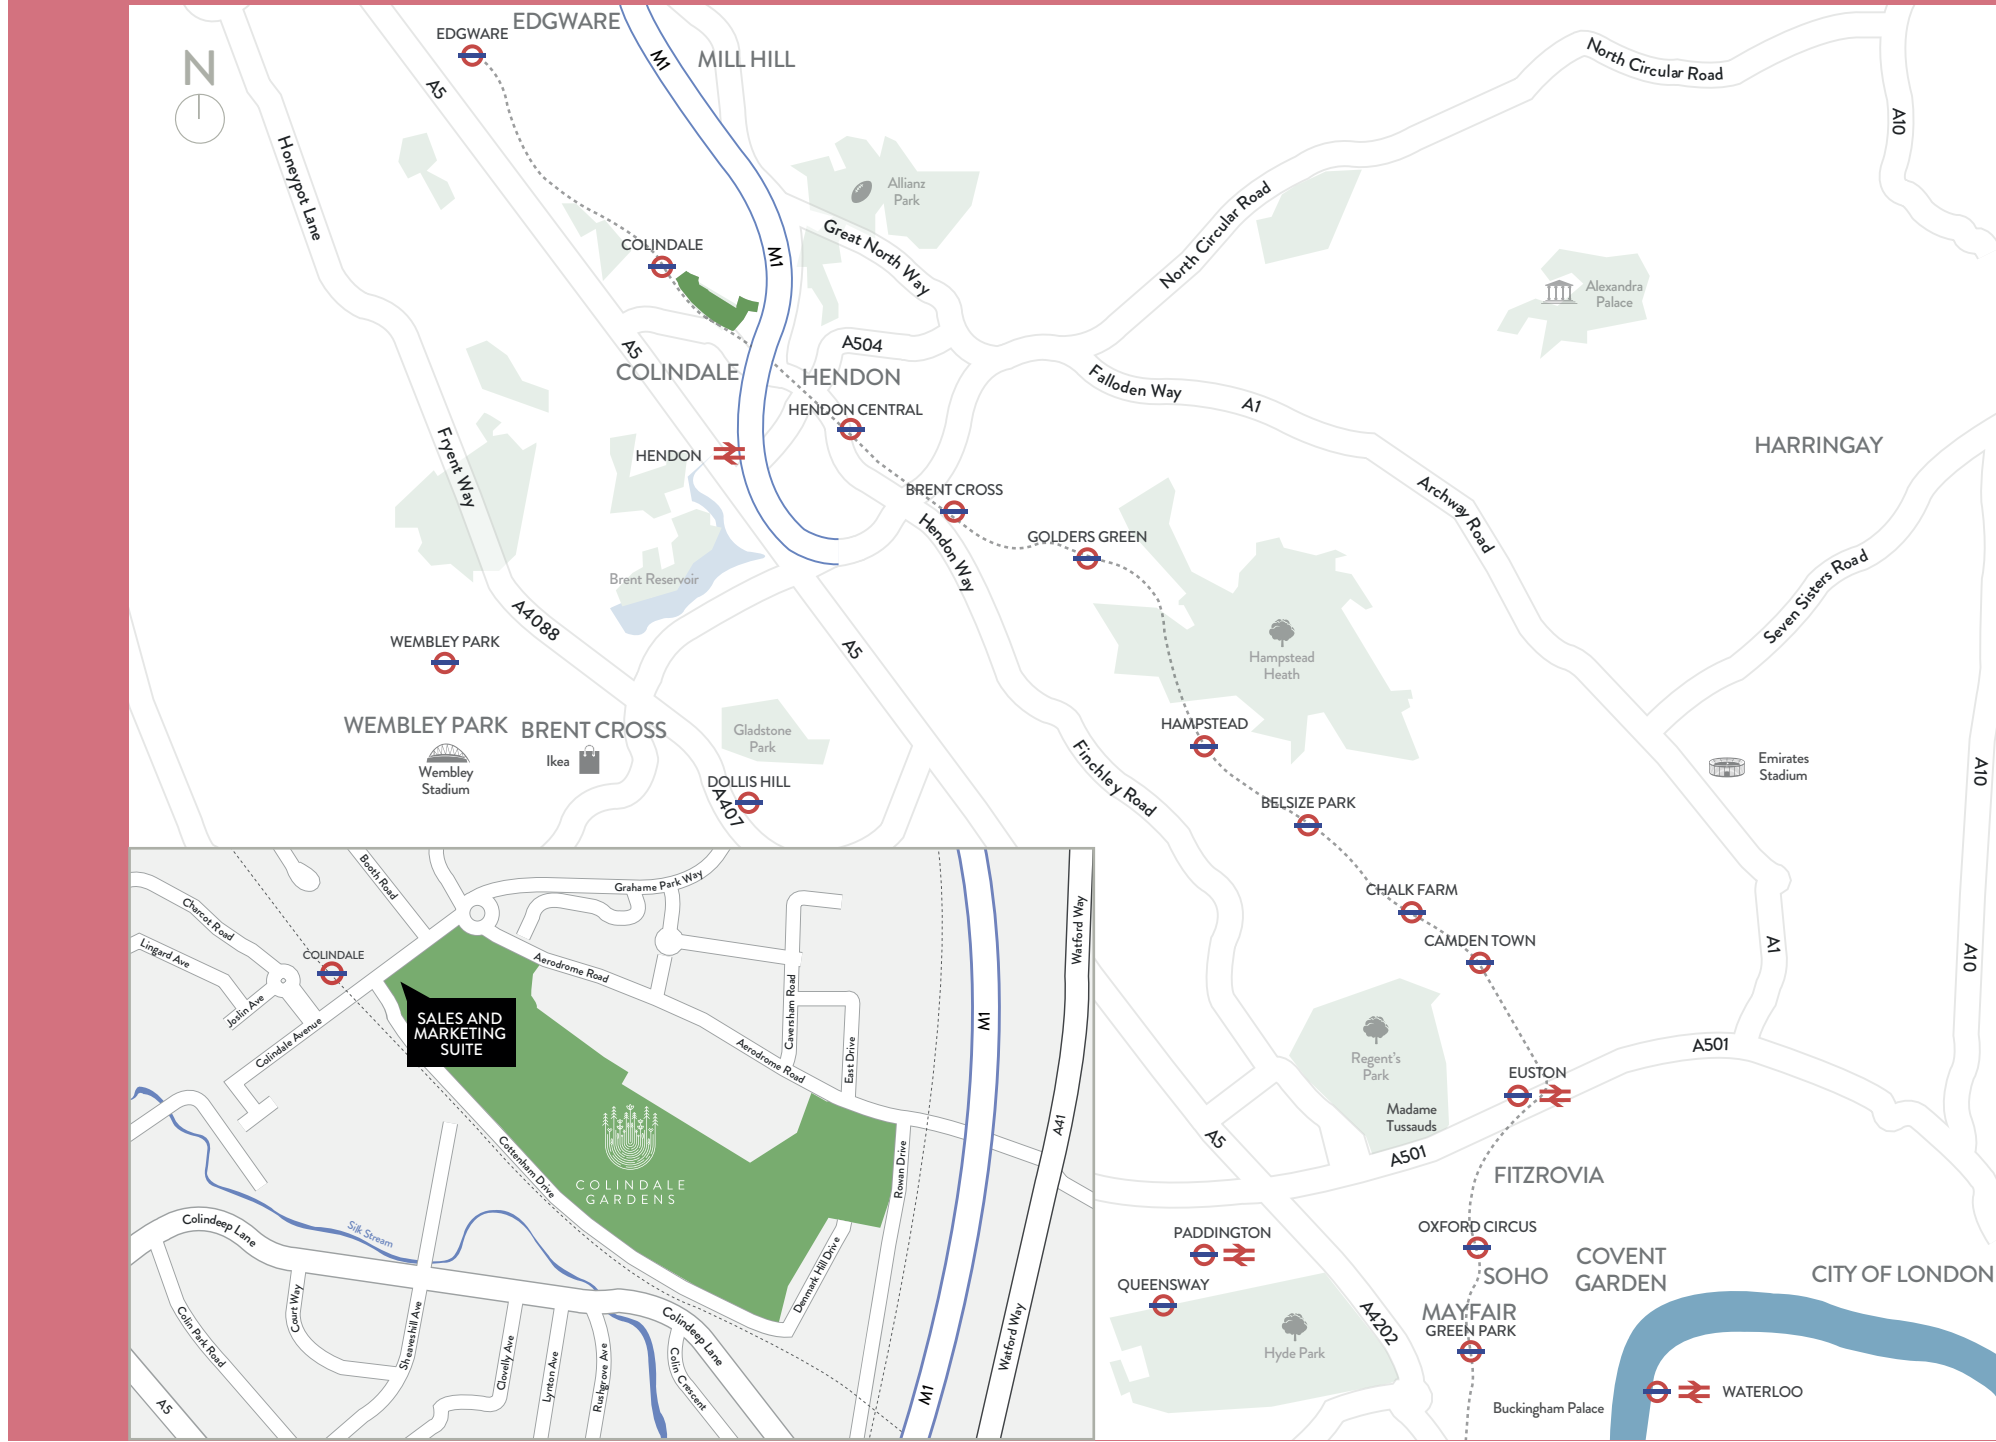 EDGWARE
EDGWARE
MILL HILL
M1
A5
N
North Circular Road
A10
Honeypot Lane
Allianz
Park
Great North Way
North Circular Road
COLINDALE
M1
Alexandra
Palace
A5
COLINDALE
A504
HENDON
HENDON CENTRAL
Falloden Way
A1
HARRINGAY
Fryent Way
HENDON
BRENT CROSS
Hendon Way
GOLDERS GREEN
Archway Road
Seven Sisters Road
Brent Reservoir
A4088
WEMBLEY PARK
A5
Hampstead
Heath
WEMBLEY PARK
BRENT CROSS
Wembley
Stadium
Ikea
Gladstone
Park
DOLLIS HILL
A407
HAMPSTEAD
Finchley Road
BELSIZE PARK
Emirates
Stadium
A10
CHALK FARM
CAMDEN TOWN
A1
A10
Regent's
Park
Madame
Tussauds
EUSTON
A501
A501
A5
FITZROVIA
PADDINGTON
QUEENSWAY
OXFORD CIRCUS
SOHO
COVENT
GARDEN
CITY OF LONDON
MAYFAIR
GREEN PARK
A4202
Hyde Park
Buckingham Palace
WATERLOO
Booth Road
Grahame Park Way
Charcot Road
Lingard Ave
COLINDALE
Joslin Ave
Colindale Avenue
Aerodrome Road
SALES AND
MARKETING
SUITE
Caversham Road
Aerodrome Road
East Drive
Watford Way
M1
A41
COLINDALE
GARDENS
Cottenham Drive
Rowan Drive
Silk Stream
Colindeep Lane
Denmark Hill Drive
Colin Park Road
Court Way
Sheaveshill Ave
Clovelly Ave
Lynton Ave
Rushgrove Ave
Colindeep Lane
Colin Crescent
Watford Way
M1
A5